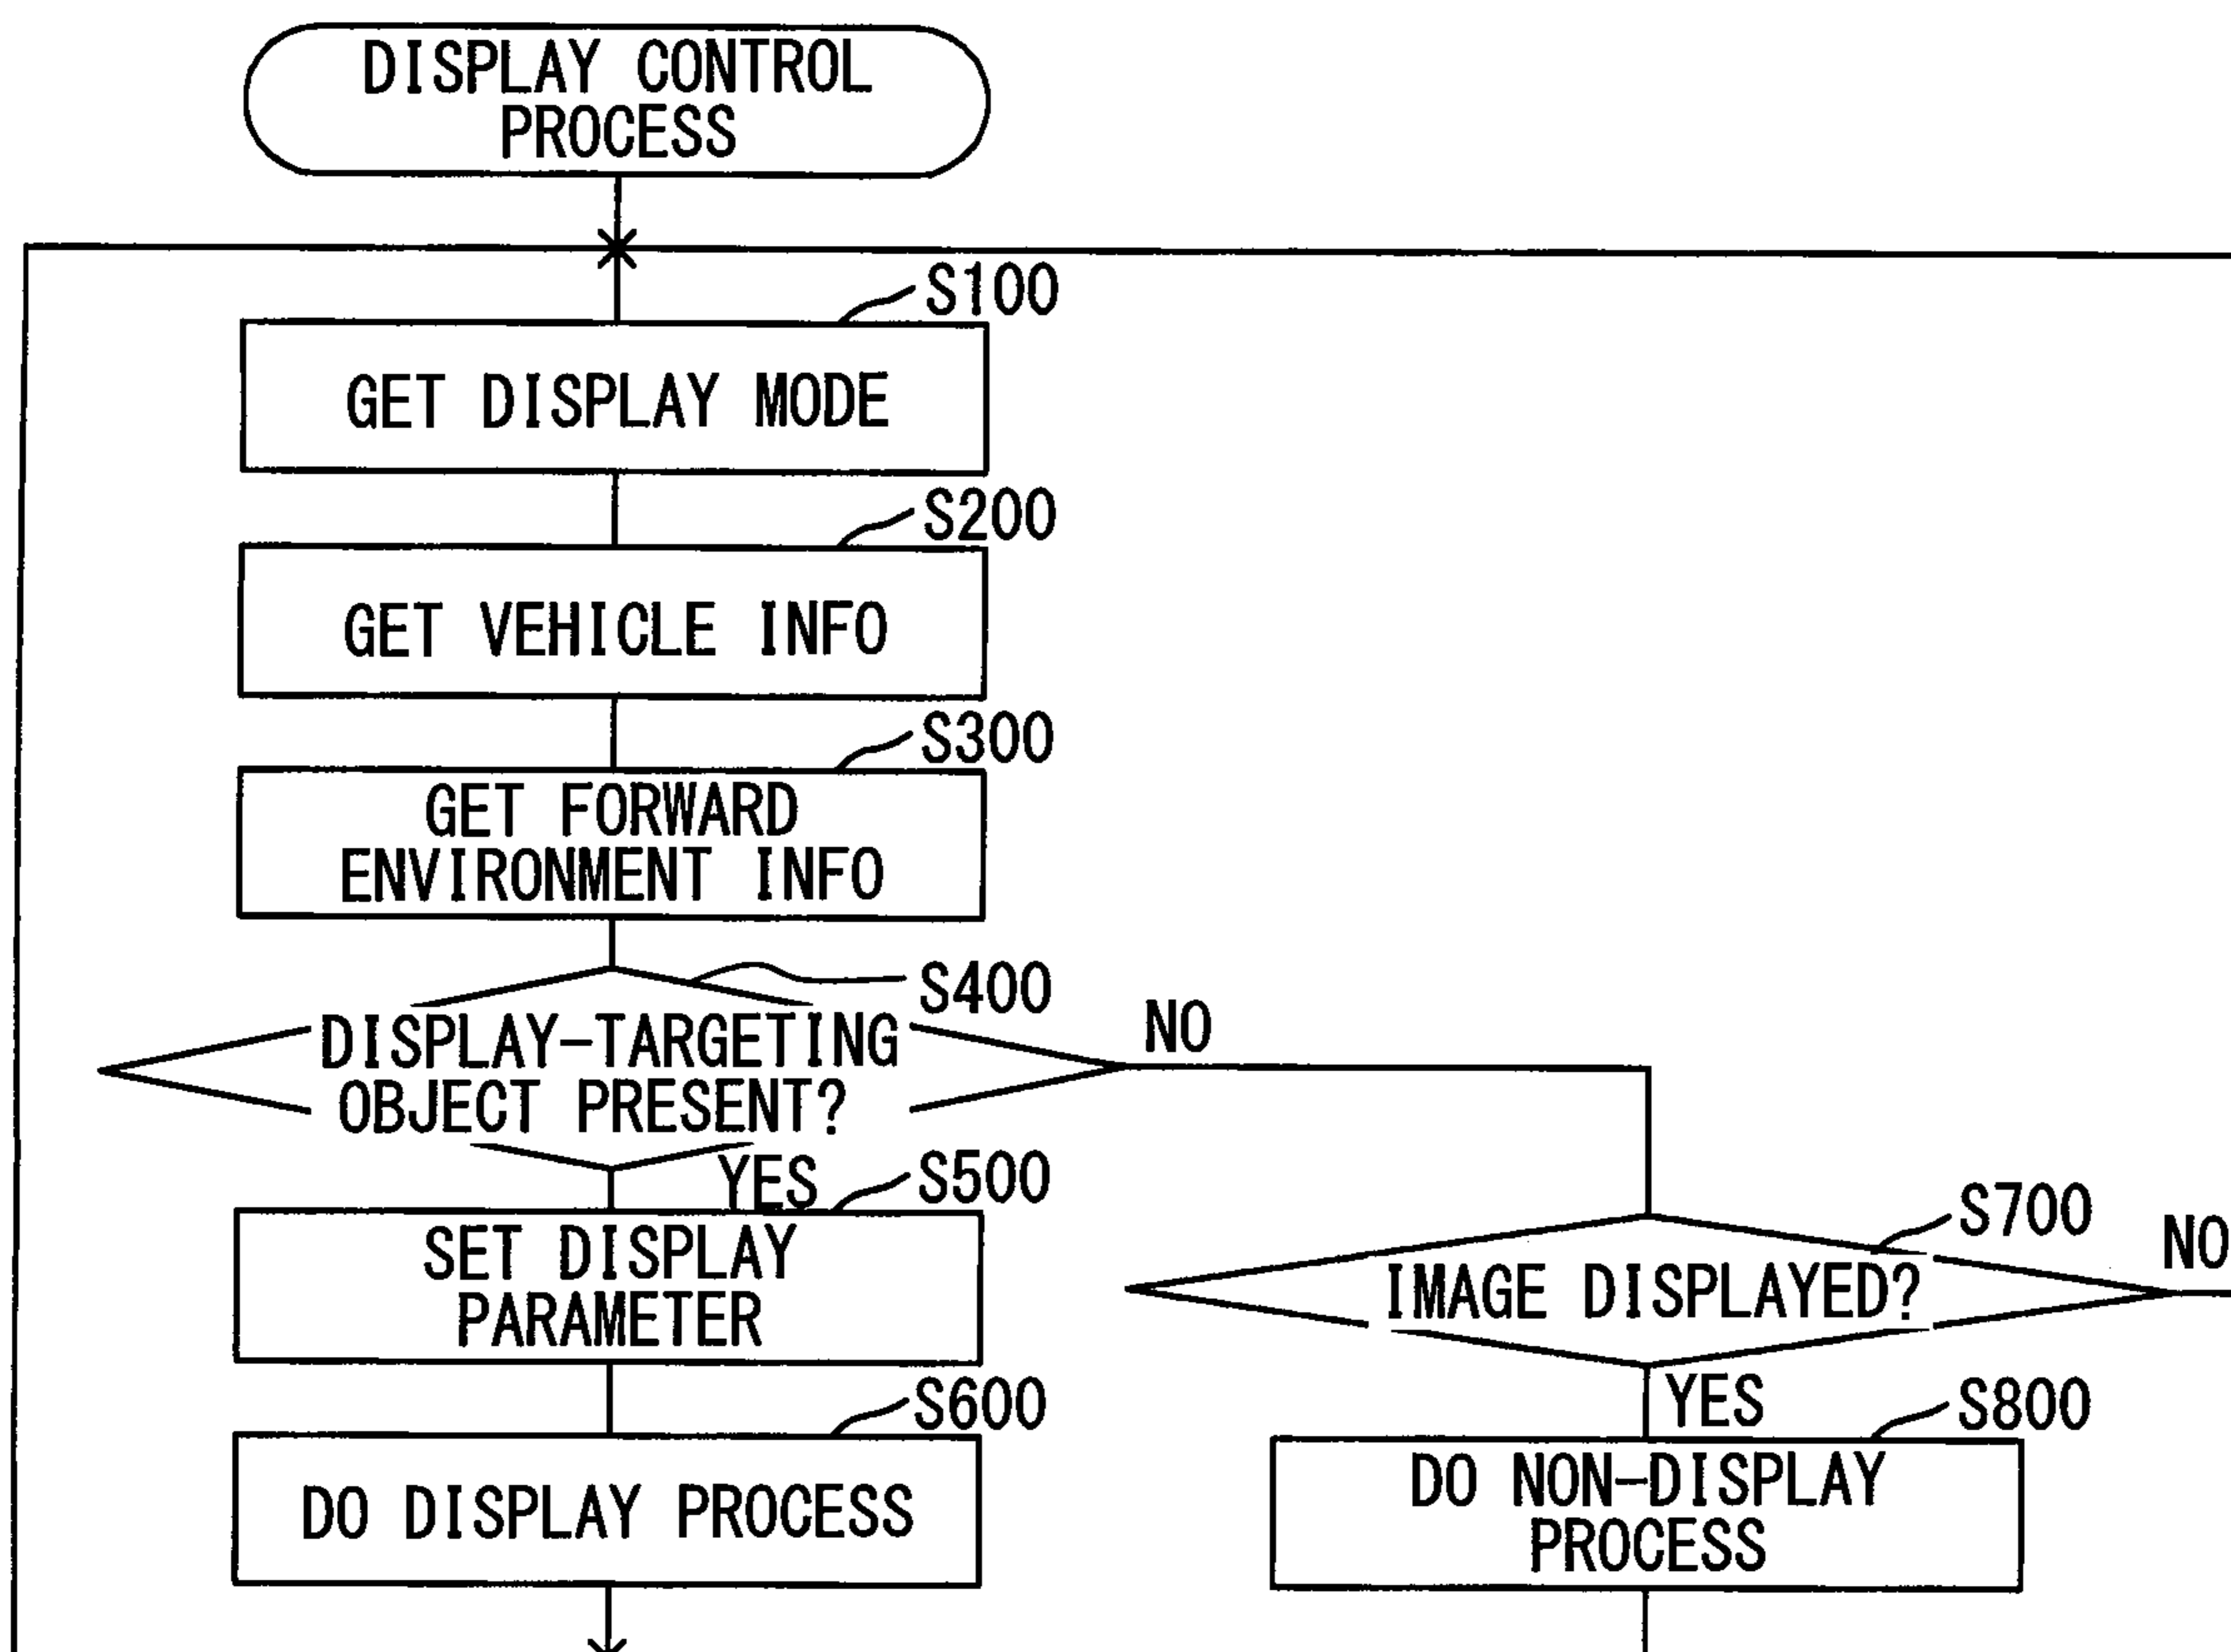 DISPLAY CONTROL
PROCESS
S100
GET DISPLAY MODE
S200
GET VEHICLE INFO
S300
GET FORWARD
ENVIRONMENT INFO
S400
DISPLAY-TARGETING
OBJECT PRESENT?
NO
YES
S500
SET DISPLAY
PARAMETER
S600
DO DISPLAY PROCESS
S700
IMAGE DISPLAYED?
NO
YES
S800
DO NON-DISPLAY
PROCESS